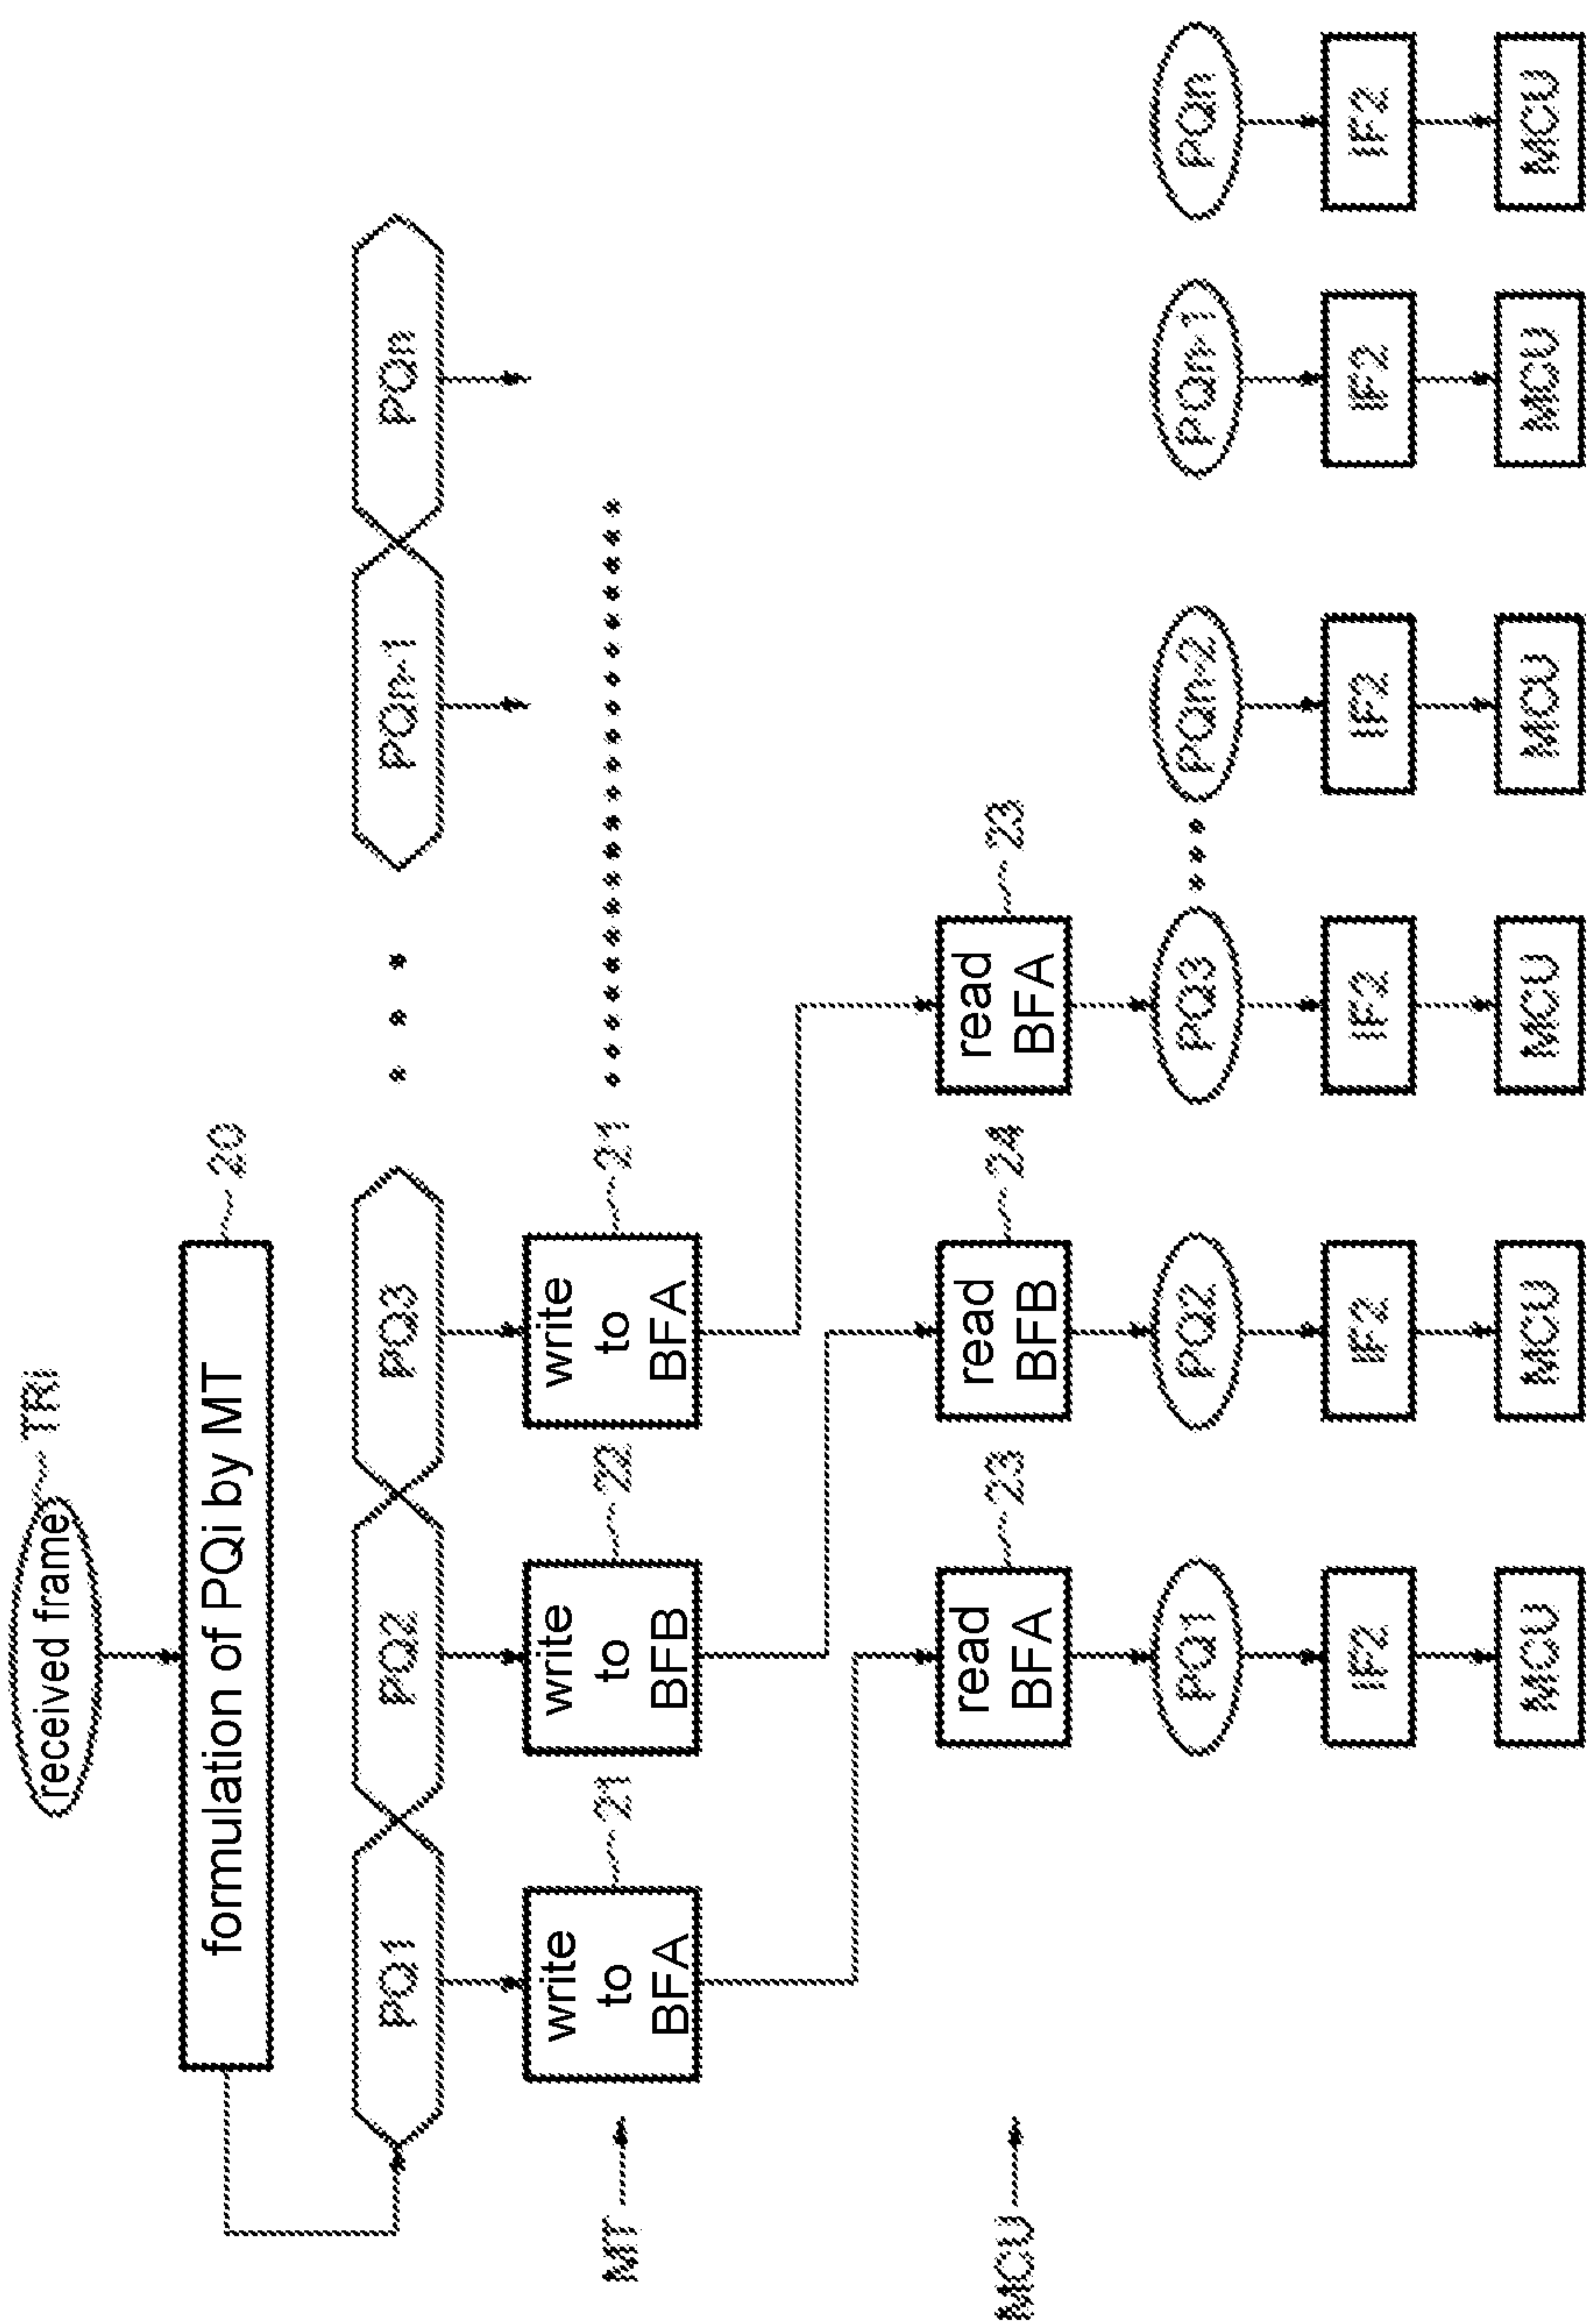 received frame
TRI
formulation of PQi by MT
20
PQ1
PQ2
PQ3
PQn-1
PQn
MT
write
to
BFA
21
write
to
BFB
22
write
to
BFA
21
MCU
read
BFA
23
read
BFB
24
read
BFA
23
PQ1
PQ2
PQ3
PQn-2
PQn-1
PQn
IF2
IF2
IF2
IF2
IF2
IF2
MCU
MCU
MCU
MCU
MCU
MCU